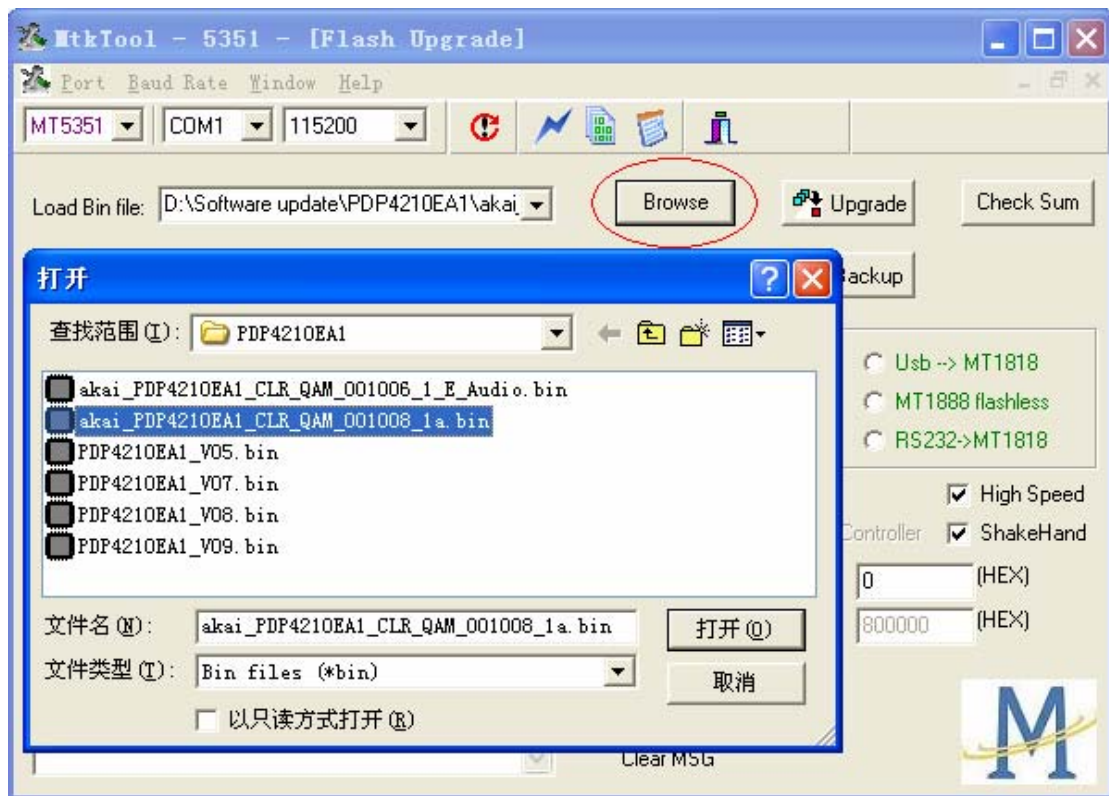 MtkTool - 5351 - [Flash Upgrade]
Port Baud Rate Window Help
MT5351 COM1 115200
Load Bin file: D:\Software update\PDP4210EA1\akai_ Browse Upgrade Check Sum
打开
ackup
查找范围(I): PDP4210EA1
akai_PDP4210EA1_CLR_QAM_001006_1_E_Audio.bin
akai_PDP4210EA1_CLR_QAM_001008_1a.bin
PDP4210EA1_V05.bin
PDP4210EA1_V07.bin
PDP4210EA1_V08.bin
PDP4210EA1_V09.bin
Usb --> MT1818
MT1888 flashless
RS232->MT1818
High Speed
Controller ShakeHand
0 (HEX)
800000 (HEX)
文件名(N): akai_PDP4210EA1_CLR_QAM_001008_1a.bin 打开(O)
文件类型(T): Bin files (*bin) 取消
以只读方式打开(R)
Clear MSG
M